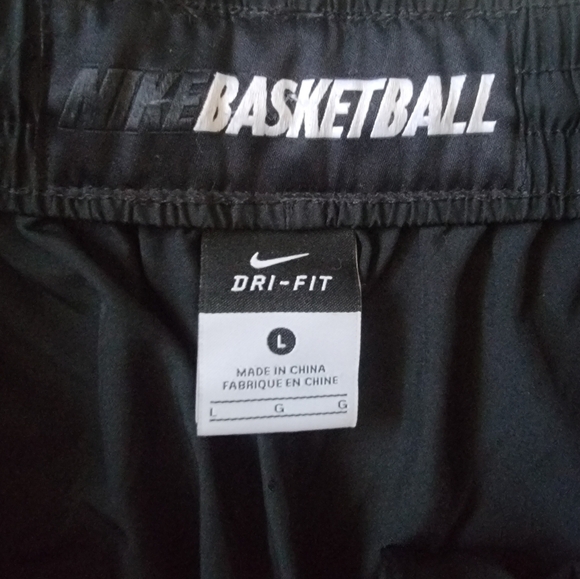 NIKE BASKETBALL
DRI-FIT
L
MADE IN CHINA
FABRIQUE EN CHINE
L G G